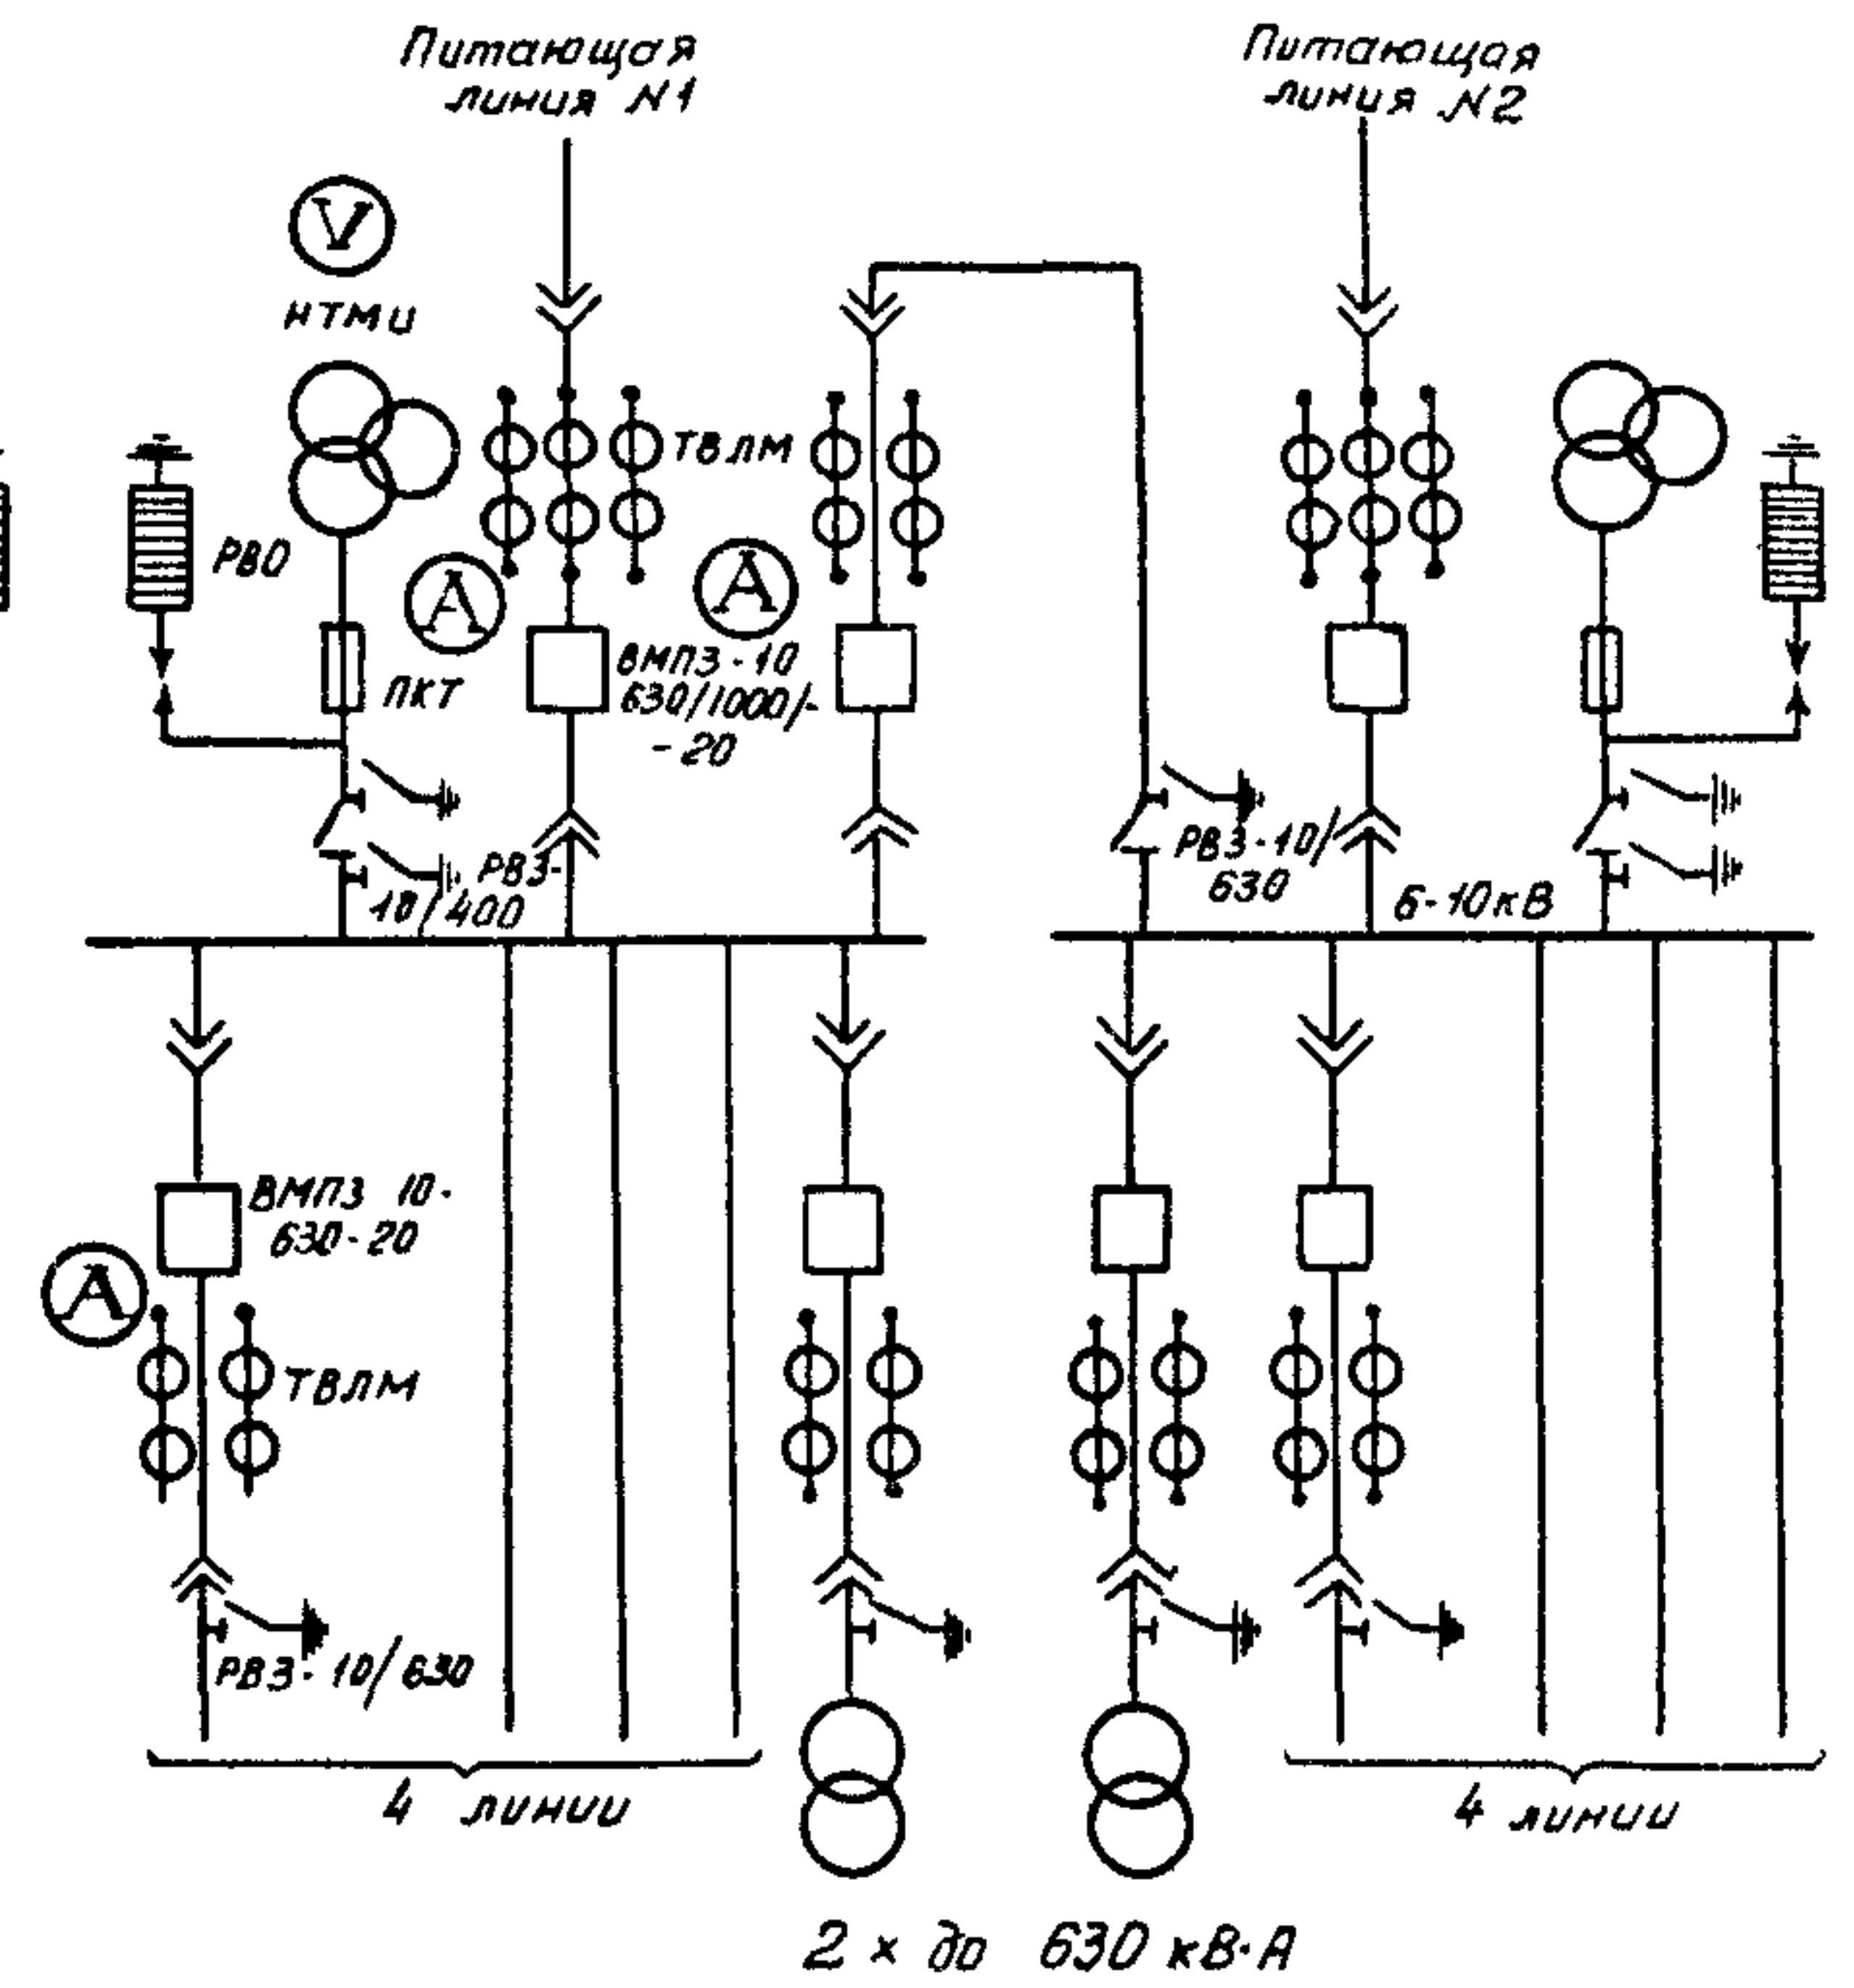 Питающая
линия N1
Питающая
линия N2
V
НТМИ
ТВЛМ
РВО
A
A
ПКТ
ВМПЗ-10
630/1000/-
-20
РВЗ-
10/400
РВЗ-10/
630
6-10кВ
ВМПЗ 10-
630-20
A
ТВЛМ
РВЗ-10/630
4 линии
4 линии
2 х до 630 кВ·А